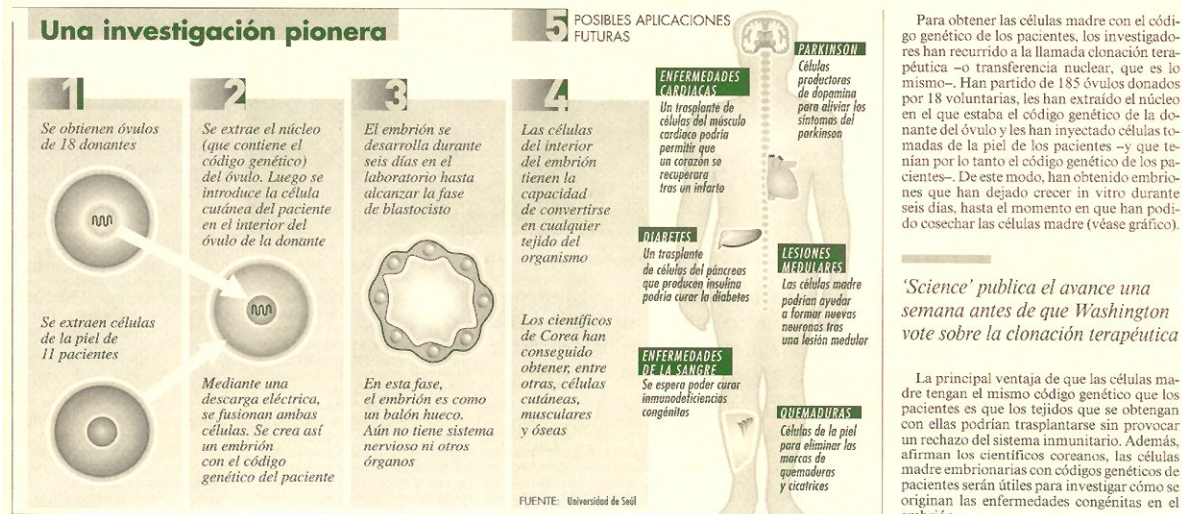 Una investigación pionera
1
Se obtienen óvulos
de 18 donantes
Se extraen células
de la piel de
11 pacientes
2
Se extrae el núcleo
(que contiene el
código genético)
del óvulo. Luego se
introduce la célula
cutánea del paciente
en el interior del
óvulo de la donante
Mediante una
descarga eléctrica,
se fusionan ambas
células. Se crea así
un embrión
con el código
genético del paciente
3
El embrión se
desarrolla durante
seis días en el
laboratorio hasta
alcanzar la fase
de blastocisto
En esta fase,
el embrión es como
un balón hueco.
Aún no tiene sistema
nervioso ni otros
órganos
4
Las células
del interior
del embrión
tienen la
capacidad
de convertirse
en cualquier
tejido del
organismo
Los científicos
de Corea han
conseguido
obtener, entre
otras, células
cutáneas,
musculares
y óseas
FUENTE: Universidad de Seúl
5 POSIBLES APLICACIONES
FUTURAS
PARKINSON
Células
productoras
de dopamina
para aliviar los
síntomas del
parkinson
ENFERMEDADES
CARDIACAS
Un trasplante de
células del músculo
cardiaco podría
permitir que
un corazón se
recuperara
tras un infarto
DIABETES
Un trasplante
de células del páncreas
que producen insulina
podría curar la diabetes
LESIONES
MEDULARES
Las células madre
podrían ayudar
a formar nuevas
neuronas tras
una lesión medular
ENFERMEDADES
DE LA SANGRE
Se espera poder curar
inmunodeficiencias
congénitas
QUEMADURAS
Células de la piel
para eliminar las
marcas de
quemaduras
y cicatrices
Para obtener las células madre con el códi-
go genético de los pacientes, los investigado-
res han recurrido a la llamada clonación tera-
péutica –o transferencia nuclear, que es lo
mismo–. Han partido de 185 óvulos donados
por 18 voluntarias, les han extraído el núcleo
en el que estaba el código genético de la do-
nante del óvulo y les han inyectado células to-
madas de la piel de los pacientes –y que te-
nían por lo tanto el código genético de los pa-
cientes–. De este modo, han obtenido embrio-
nes que han dejado crecer in vitro durante
seis días, hasta el momento en que han podi-
do cosechar las células madre (véase gráfico).
‘Science’ publica el avance una
semana antes de que Washington
vote sobre la clonación terapéutica
La principal ventaja de que las células ma-
dre tengan el mismo código genético que los
pacientes es que los tejidos que se obtengan
con ellas podrían trasplantarse sin provocar
un rechazo del sistema inmunitario. Además,
afirman los científicos coreanos, las células
madre embrionarias con códigos genéticos de
pacientes serán útiles para investigar cómo se
originan las enfermedades congénitas en el